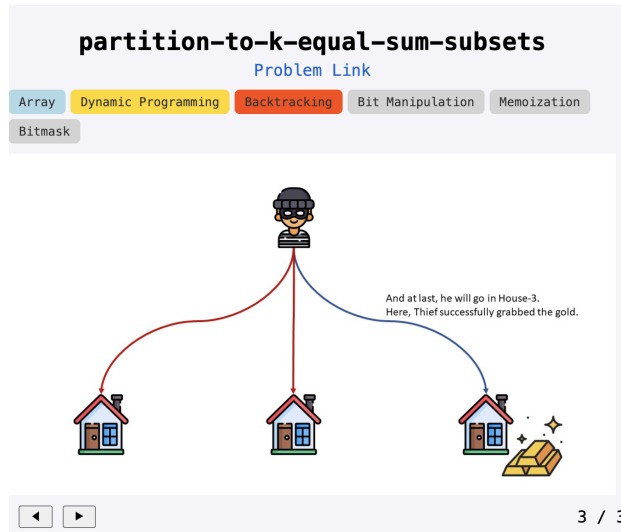 partition-to-k-equal-sum-subsets
Problem Link
Array Dynamic Programming Backtracking Bit Manipulation Memoization
Bitmask
And at last, he will go in House-3.
Here, Thief successfully grabbed the gold.
3 / 3